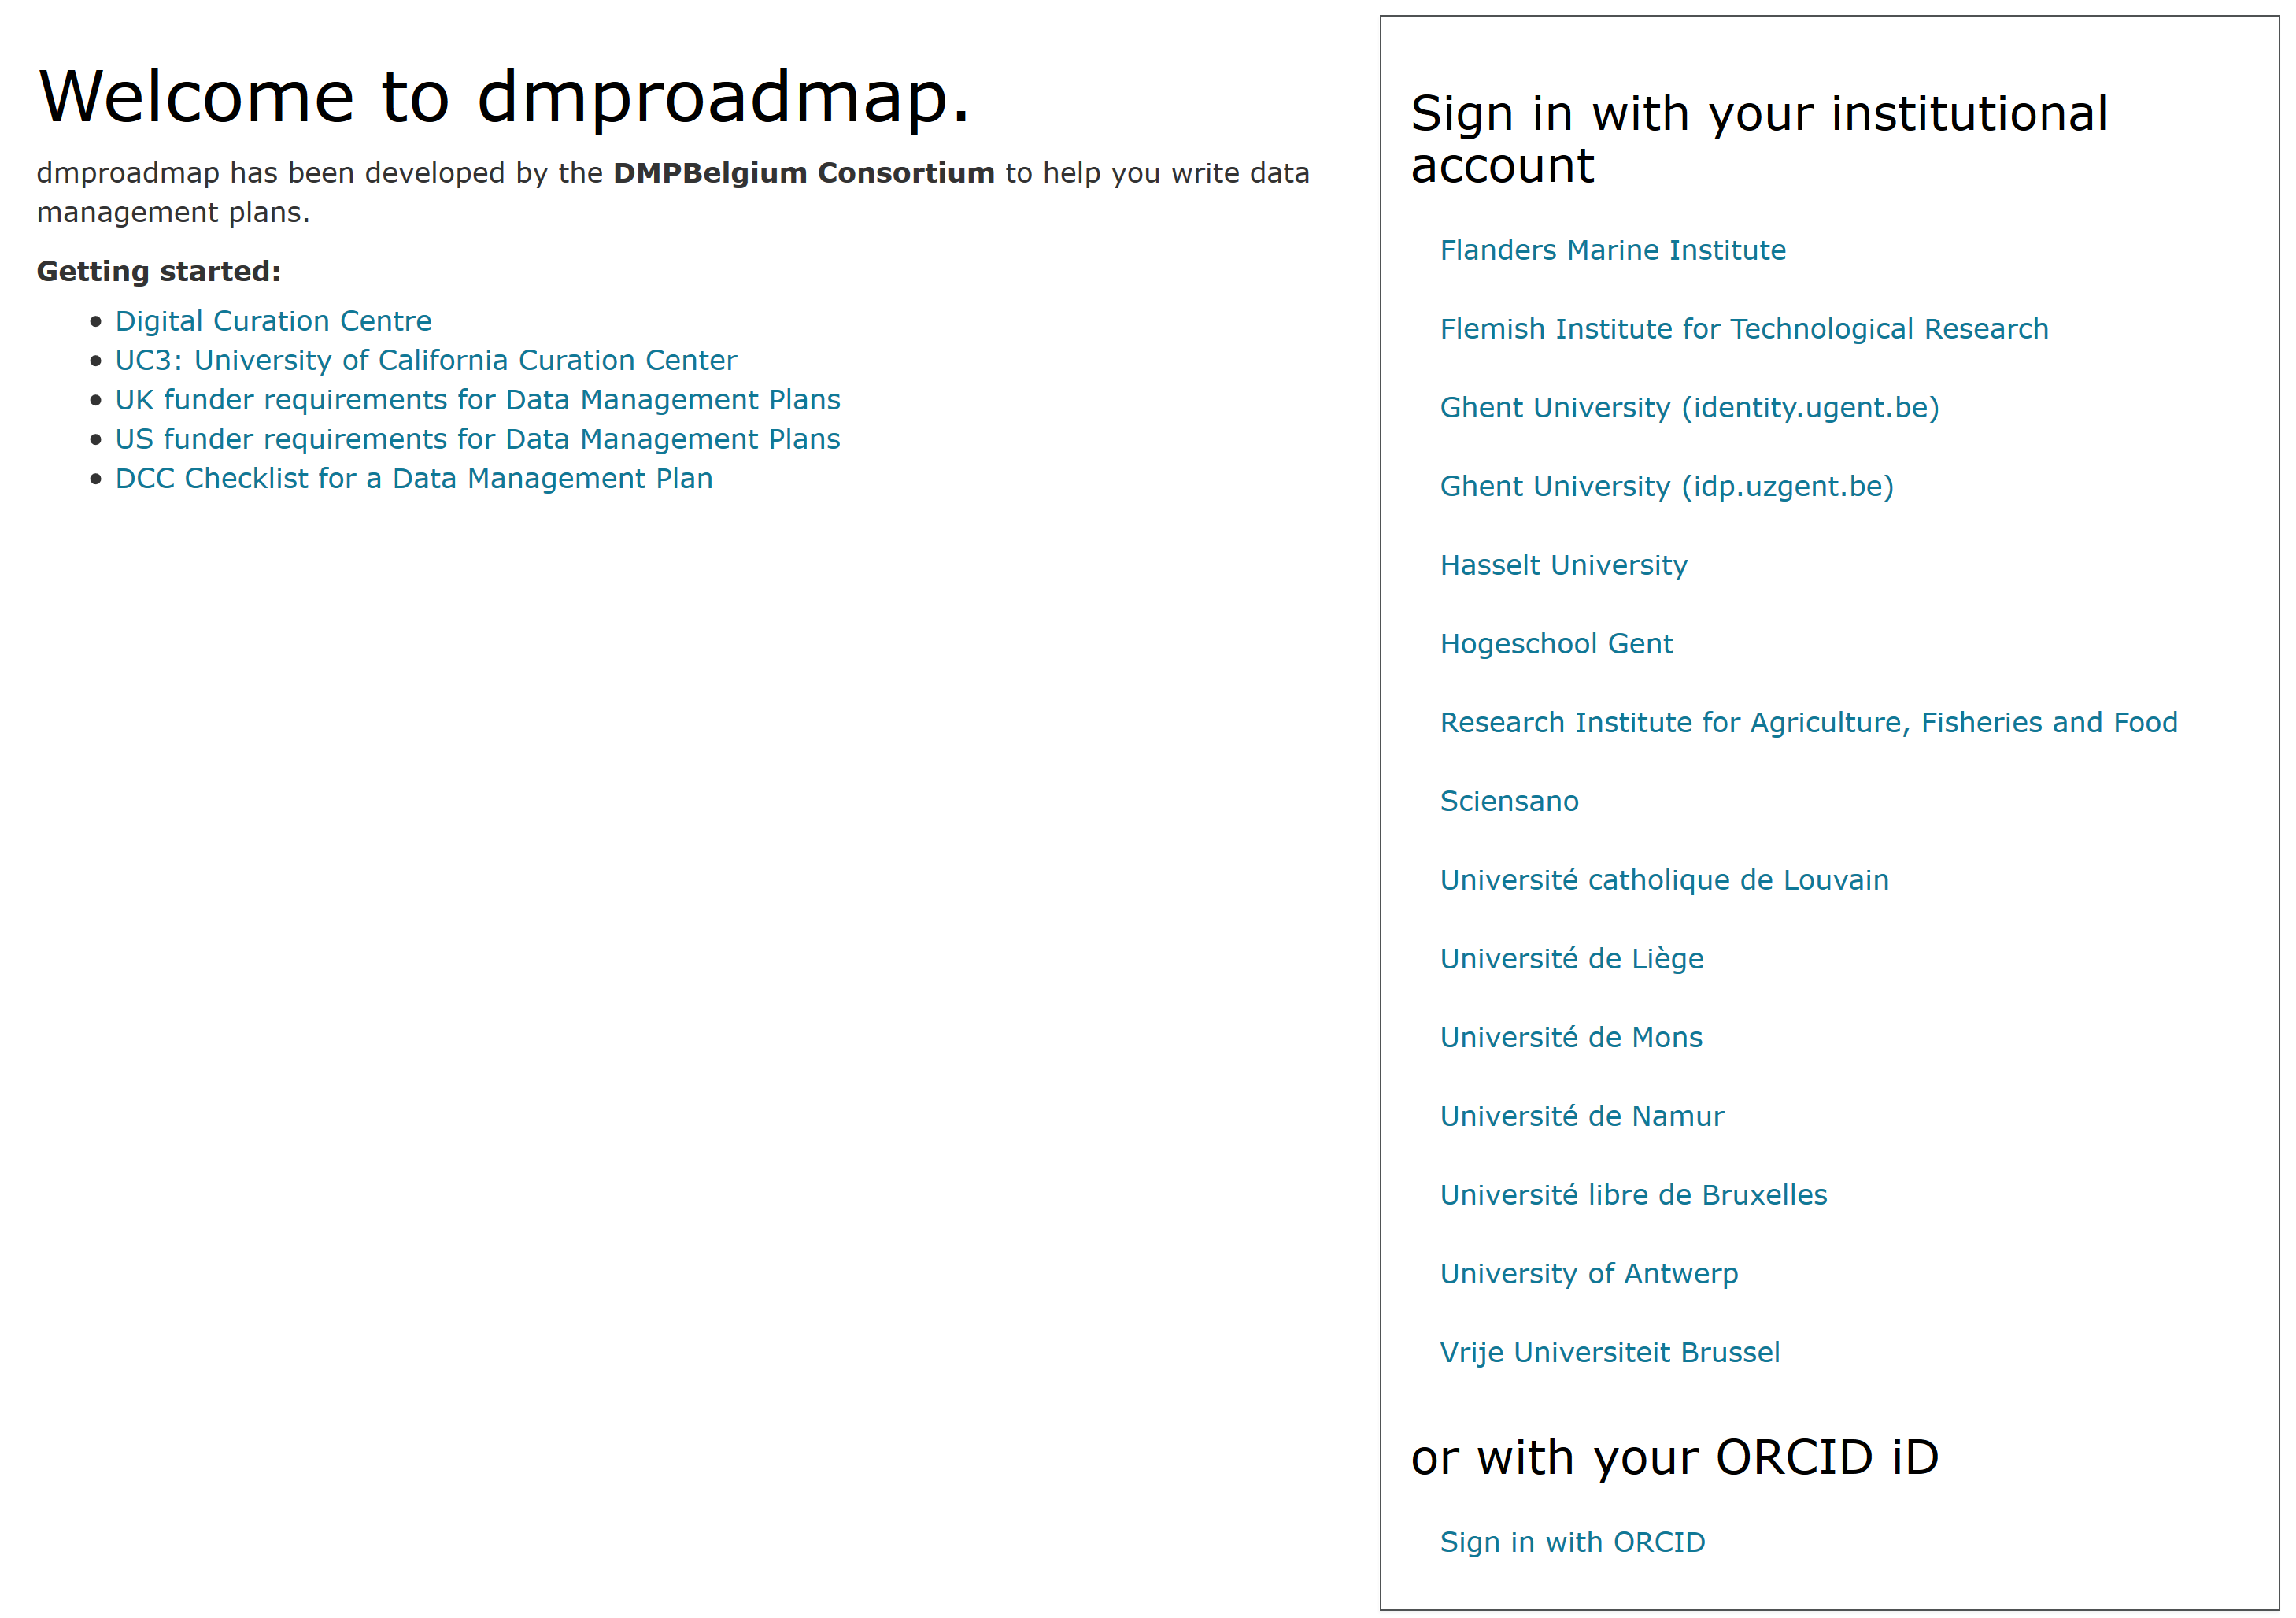 Welcome to dmproadmap.
dmproadmap has been developed by the DMPBelgium Consortium to help you write data
management plans.
Getting started:
Digital Curation Centre
UC3: University of California Curation Center
UK funder requirements for Data Management Plans
US funder requirements for Data Management Plans
DCC Checklist for a Data Management Plan
Sign in with your institutional
account
Flanders Marine Institute
Flemish Institute for Technological Research
Ghent University (identity.ugent.be)
Ghent University (idp.uzgent.be)
Hasselt University
Hogeschool Gent
Research Institute for Agriculture, Fisheries and Food
Sciensano
Université catholique de Louvain
Université de Liège
Université de Mons
Université de Namur
Université libre de Bruxelles
University of Antwerp
Vrije Universiteit Brussel
or with your ORCID iD
Sign in with ORCID